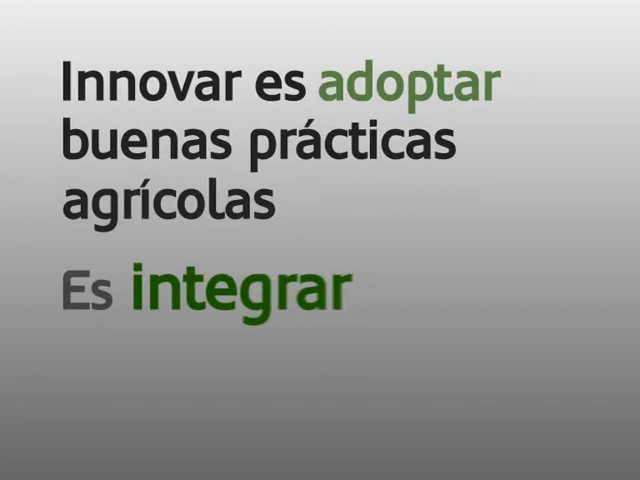 Innovar es adoptar
buenas prácticas
agrícolas
Es integrar